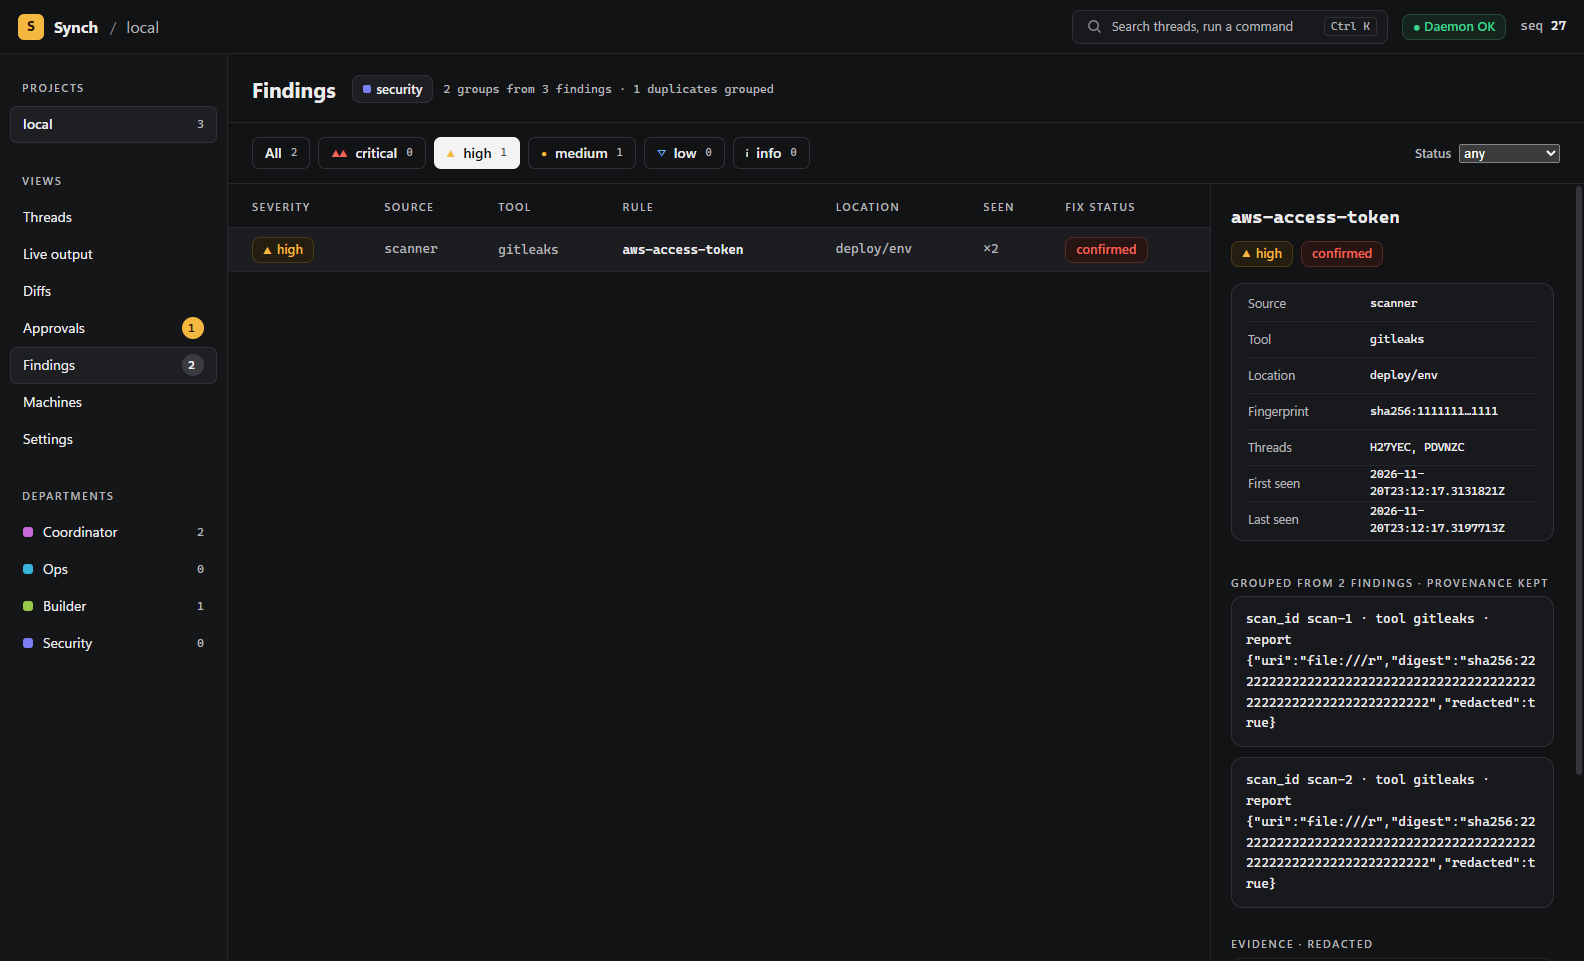 S Synch / local
Search threads, run a command Ctrl K
Daemon OK
seq 27
PROJECTS
local 3
VIEWS
Threads
Live output
Diffs
Approvals 1
Findings 2
Machines
Settings
DEPARTMENTS
Coordinator 2
Ops 0
Builder 1
Security 0
Findings security 2 groups from 3 findings · 1 duplicates grouped
All 2 critical 0 high 1 medium 1 low 0 i info 0
Status any
SEVERITY SOURCE TOOL RULE LOCATION SEEN FIX STATUS
high scanner gitleaks aws-access-token deploy/env ×2 confirmed
aws-access-token
high confirmed
Source scanner
Tool gitleaks
Location deploy/env
Fingerprint sha256:1111111…1111
Threads H27YEC, PDVNZC
First seen 2026-11-
20T23:12:17.3131821Z
Last seen 2026-11-
20T23:12:17.3197713Z
GROUPED FROM 2 FINDINGS · PROVENANCE KEPT
scan_id scan-1 · tool gitleaks ·
report
{"uri":"file:///r","digest":"sha256:22
22222222222222222222222222222222222222
222222222222222222222222","redacted":t
rue}
scan_id scan-2 · tool gitleaks ·
report
{"uri":"file:///r","digest":"sha256:22
22222222222222222222222222222222222222
222222222222222222222222","redacted":t
rue}
EVIDENCE · REDACTED